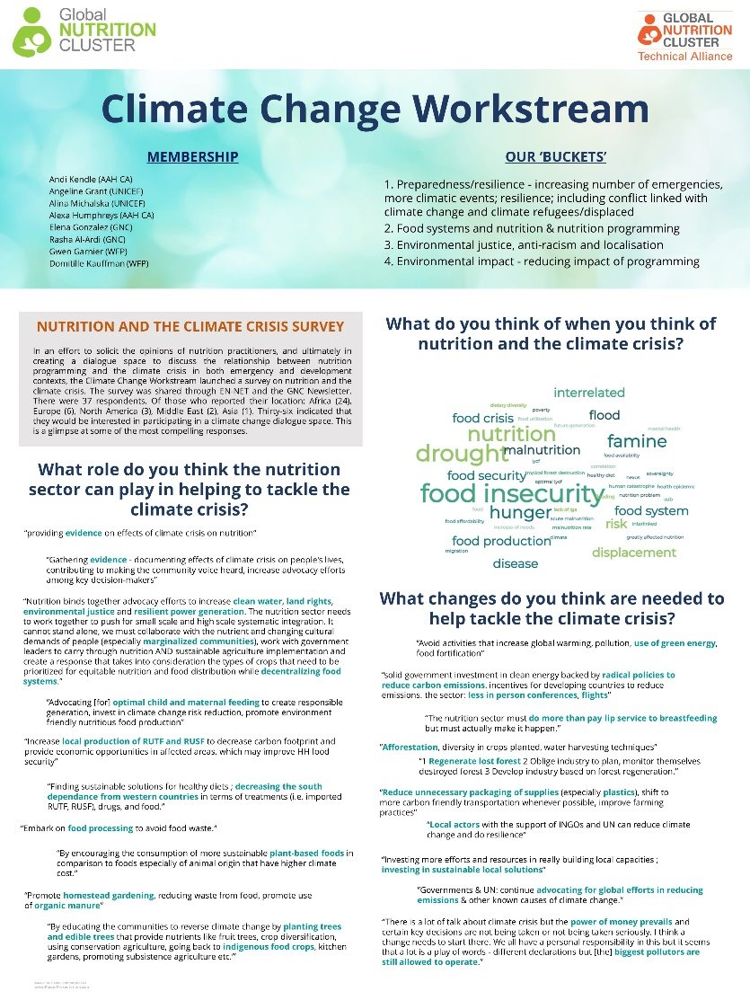 Global
NUTRITION
CLUSTER
GLOBAL
NUTRITION
CLUSTER
Technical Alliance
Climate Change Workstream
MEMBERSHIP
Andi Kendle (AAH CA)
Angeline Grant (UNICEF)
Alina Michalska (UNICEF)
Alexa Humphreys (AAH CA)
Elena Gonzalez (GNC)
Rasha Al-Ardi (GNC)
Gwen Garnier (WFP)
Domitille Kauffman (WFP)
OUR ‘BUCKETS’
1. Preparedness/resilience - increasing number of emergencies,
more climatic events; resilience; including conflict linked with
climate change and climate refugees/displaced
2. Food systems and nutrition & nutrition programming
3. Environmental justice, anti-racism and localisation
4. Environmental impact - reducing impact of programming
NUTRITION AND THE CLIMATE CRISIS SURVEY
In an effort to solicit the opinions of nutrition practitioners, and ultimately in
creating a dialogue space to discuss the relationship between nutrition
programming and the climate crisis in both emergency and development
contexts, the Climate Change Workstream launched a survey on nutrition and the
climate crisis. The survey was shared through EN-NET and the GNC Newsletter.
There were 37 respondents. Of those who reported their location: Africa (24),
Europe (6), North America (3), Middle East (2), Asia (1). Thirty-six indicated that
they would be interested in participating in a climate change dialogue space. This
is a glimpse at some of the most compelling responses.
What role do you think the nutrition
sector can play in helping to tackle the
climate crisis?
“providing evidence on effects of climate crisis on nutrition”
“Gathering evidence - documenting effects of climate crisis on people's lives,
contributing to making the community voice heard, increase advocacy efforts
among key decision-makers”
“Nutrition binds together advocacy efforts to increase clean water, land rights,
environmental justice and resilient power generation. The nutrition sector needs
to work together to push for small scale and high scale systematic integration. It
cannot stand alone, we must collaborate with the nutrient and changing cultural
demands of people (especially marginalized communities), work with government
leaders to carry through nutrition AND sustainable agriculture implementation and
create a response that takes into consideration the types of crops that need to be
prioritized for equitable nutrition and food distribution while decentralizing food
systems.”
“Advocating [for] optimal child and maternal feeding to create responsible
generation, invest in climate change risk reduction, promote environment
friendly nutritious food production”
“Increase local production of RUTF and RUSF to decrease carbon footprint and
provide economic opportunities in affected areas, which may improve HH food
security”
“Finding sustainable solutions for healthy diets ; decreasing the south
dependance from western countries in terms of treatments (i.e. imported
RUTF, RUSF), drugs, and food.”
“Embark on food processing to avoid food waste.”
“By encouraging the consumption of more sustainable plant-based foods in
comparison to foods especially of animal origin that have higher climate
cost.”
“Promote homestead gardening, reducing waste from food, promote use
of organic manure”
“By educating the communities to reverse climate change by planting trees
and edible trees that provide nutrients like fruit trees, crop diversification,
using conservation agriculture, going back to indigenous food crops, kitchen
gardens, promoting subsistence agriculture etc.”
What do you think of when you think of
nutrition and the climate crisis?
interrelated
dietary diversity
poverty
food crisis
food utilisation
flood
future generation
mental health
nutrition
famine
drought
malnutrition
food availability
lycf
correlation
food security
tropical forest destruction
healthy diet
nexus
sovereignty
optimal lycf
human catastrophe
health epidemic
food insecurity
nutrition problem
sub
food
hunger
lack of iga
food system
food affordability
acute malnutrition
risk
interlinked
increase of needs
malnutrition rate
food production
climate
greatly affected nutrition
migration
displacement
disease
What changes do you think are needed to
help tackle the climate crisis?
“Avoid activities that increase global warming, pollution, use of green energy,
food fortification”
“solid government investment in clean energy backed by radical policies to
reduce carbon emissions. incentives for developing countries to reduce
emissions. the sector: less in person conferences, flights”
“The nutrition sector must do more than pay lip service to breastfeeding
but must actually make it happen.”
“Afforestation, diversity in crops planted, water harvesting techniques”
“1 Regenerate lost forest 2 Oblige industry to plan, monitor themselves
destroyed forest 3 Develop industry based on forest regeneration.”
“Reduce unnecessary packaging of supplies (especially plastics), shift to
more carbon friendly transportation whenever possible, improve farming
practices”
“Local actors with the support of INGOs and UN can reduce climate
change and do resilience”
“Investing more efforts and resources in really building local capacities ;
investing in sustainable local solutions”
“Governments & UN: continue advocating for global efforts in reducing
emissions & other known causes of climate change.”
“There is a lot of talk about climate crisis but the power of money prevails and
certain key decisions are not being taken or not being taken seriously. I think a
change needs to start there. We all have a personal responsibility in this but it seems
that a lot is a play of words - different declarations but [the] biggest pollutors are
still allowed to operate.”